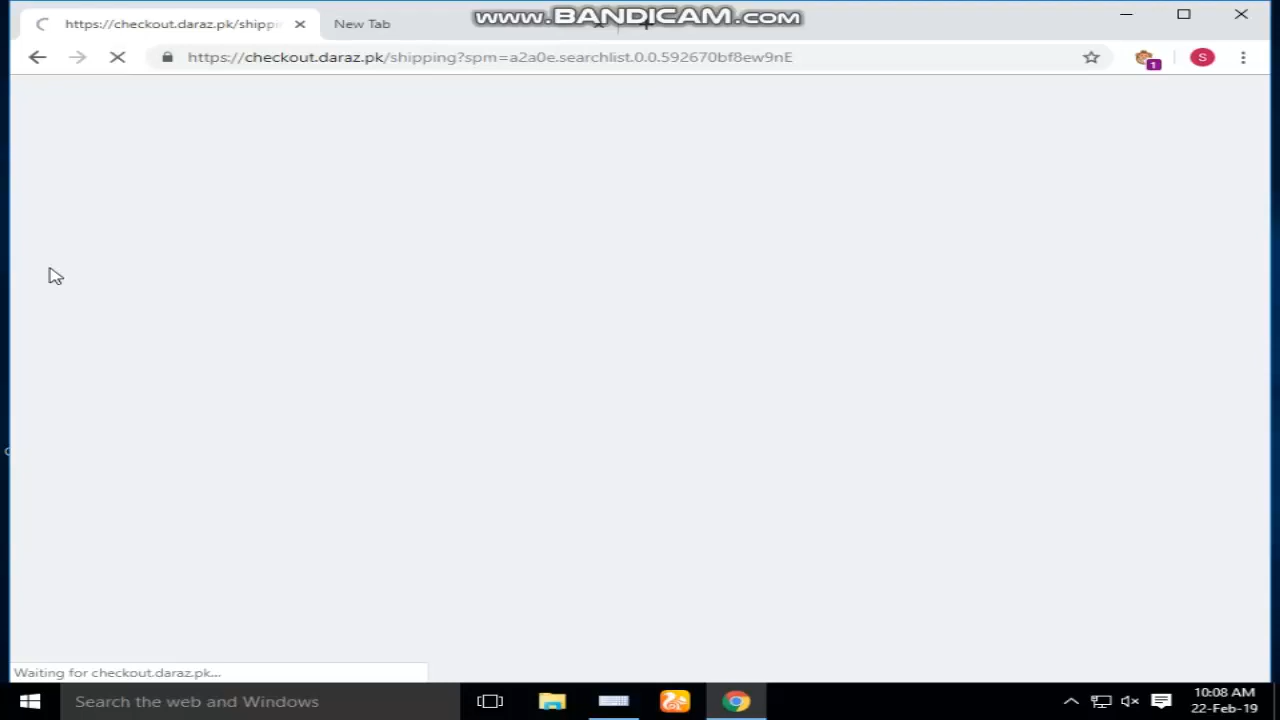 https://checkout.daraz.pk/shippi
New Tab
www.BANDICAM.com
https://checkout.daraz.pk/shipping?spm=a2a0e.searchlist.0.0.592670bf8ew9nE
1
S
Waiting for checkout.daraz.pk...
Search the web and Windows
10:08 AM
22-Feb-19